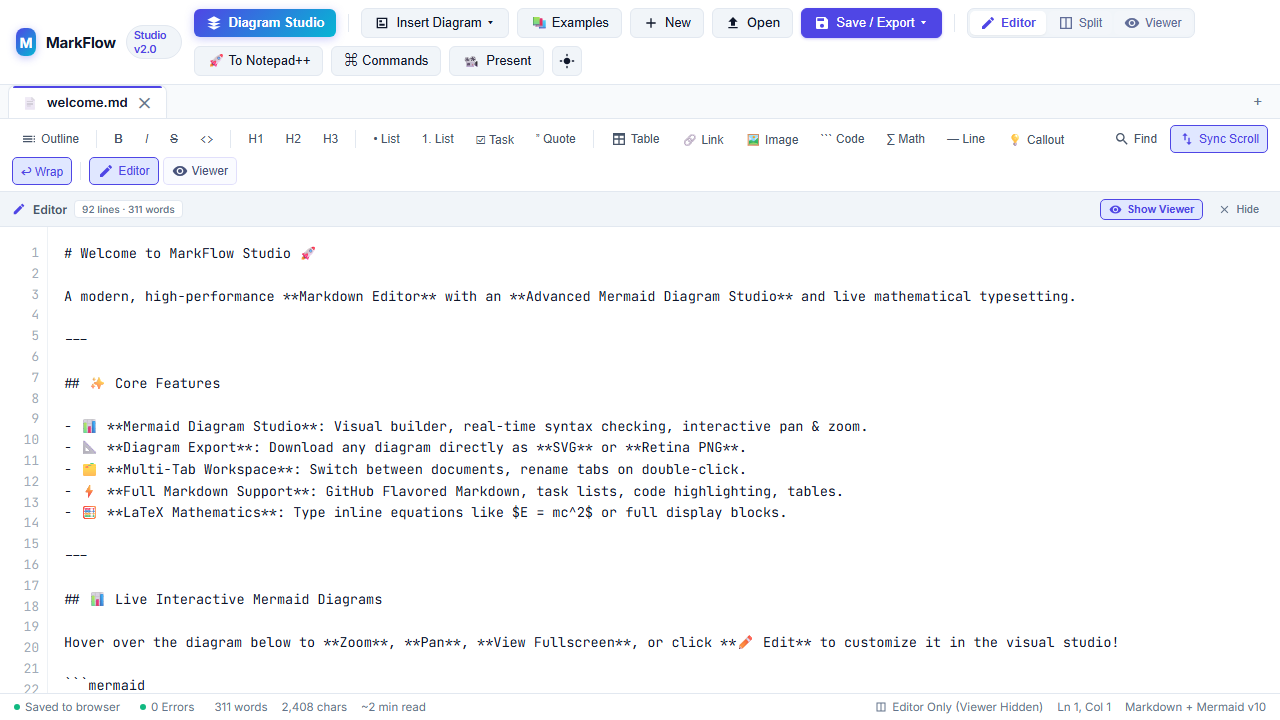 M MarkFlow Studio v2.0 Diagram Studio Insert Diagram ▾ Examples + New Open Save / Export ▾ Editor Split Viewer
To Notepad++ ⌘ Commands Present
welcome.md × +
Outline B I S <> H1 H2 H3 • List 1. List ☑ Task " Quote Table Link Image ``` Code ∑ Math — Line Callout Find Sync Scroll
↩ Wrap Editor Viewer
Editor 92 lines · 311 words Show Viewer × Hide
1 # Welcome to MarkFlow Studio 🚀
2
3 A modern, high-performance **Markdown Editor** with an **Advanced Mermaid Diagram Studio** and live mathematical typesetting.
4
5 ---
6
7 ## ✨ Core Features
8
9 - 📊 **Mermaid Diagram Studio**: Visual builder, real-time syntax checking, interactive pan & zoom.
10 - 📐 **Diagram Export**: Download any diagram directly as **SVG** or **Retina PNG**.
11 - 🗂️ **Multi-Tab Workspace**: Switch between documents, rename tabs on double-click.
12 - ⚡ **Full Markdown Support**: GitHub Flavored Markdown, task lists, code highlighting, tables.
13 - 🧮 **LaTeX Mathematics**: Type inline equations like $E = mc^2$ or full display blocks.
14
15 ---
16
17 ## 📊 Live Interactive Mermaid Diagrams
18
19 Hover over the diagram below to **Zoom**, **Pan**, **View Fullscreen**, or click **✏️ Edit** to customize it in the visual studio!
20
21 ```mermaid
22
Saved to browser 0 Errors 311 words 2,408 chars ~2 min read Editor Only (Viewer Hidden) Ln 1, Col 1 Markdown + Mermaid v10